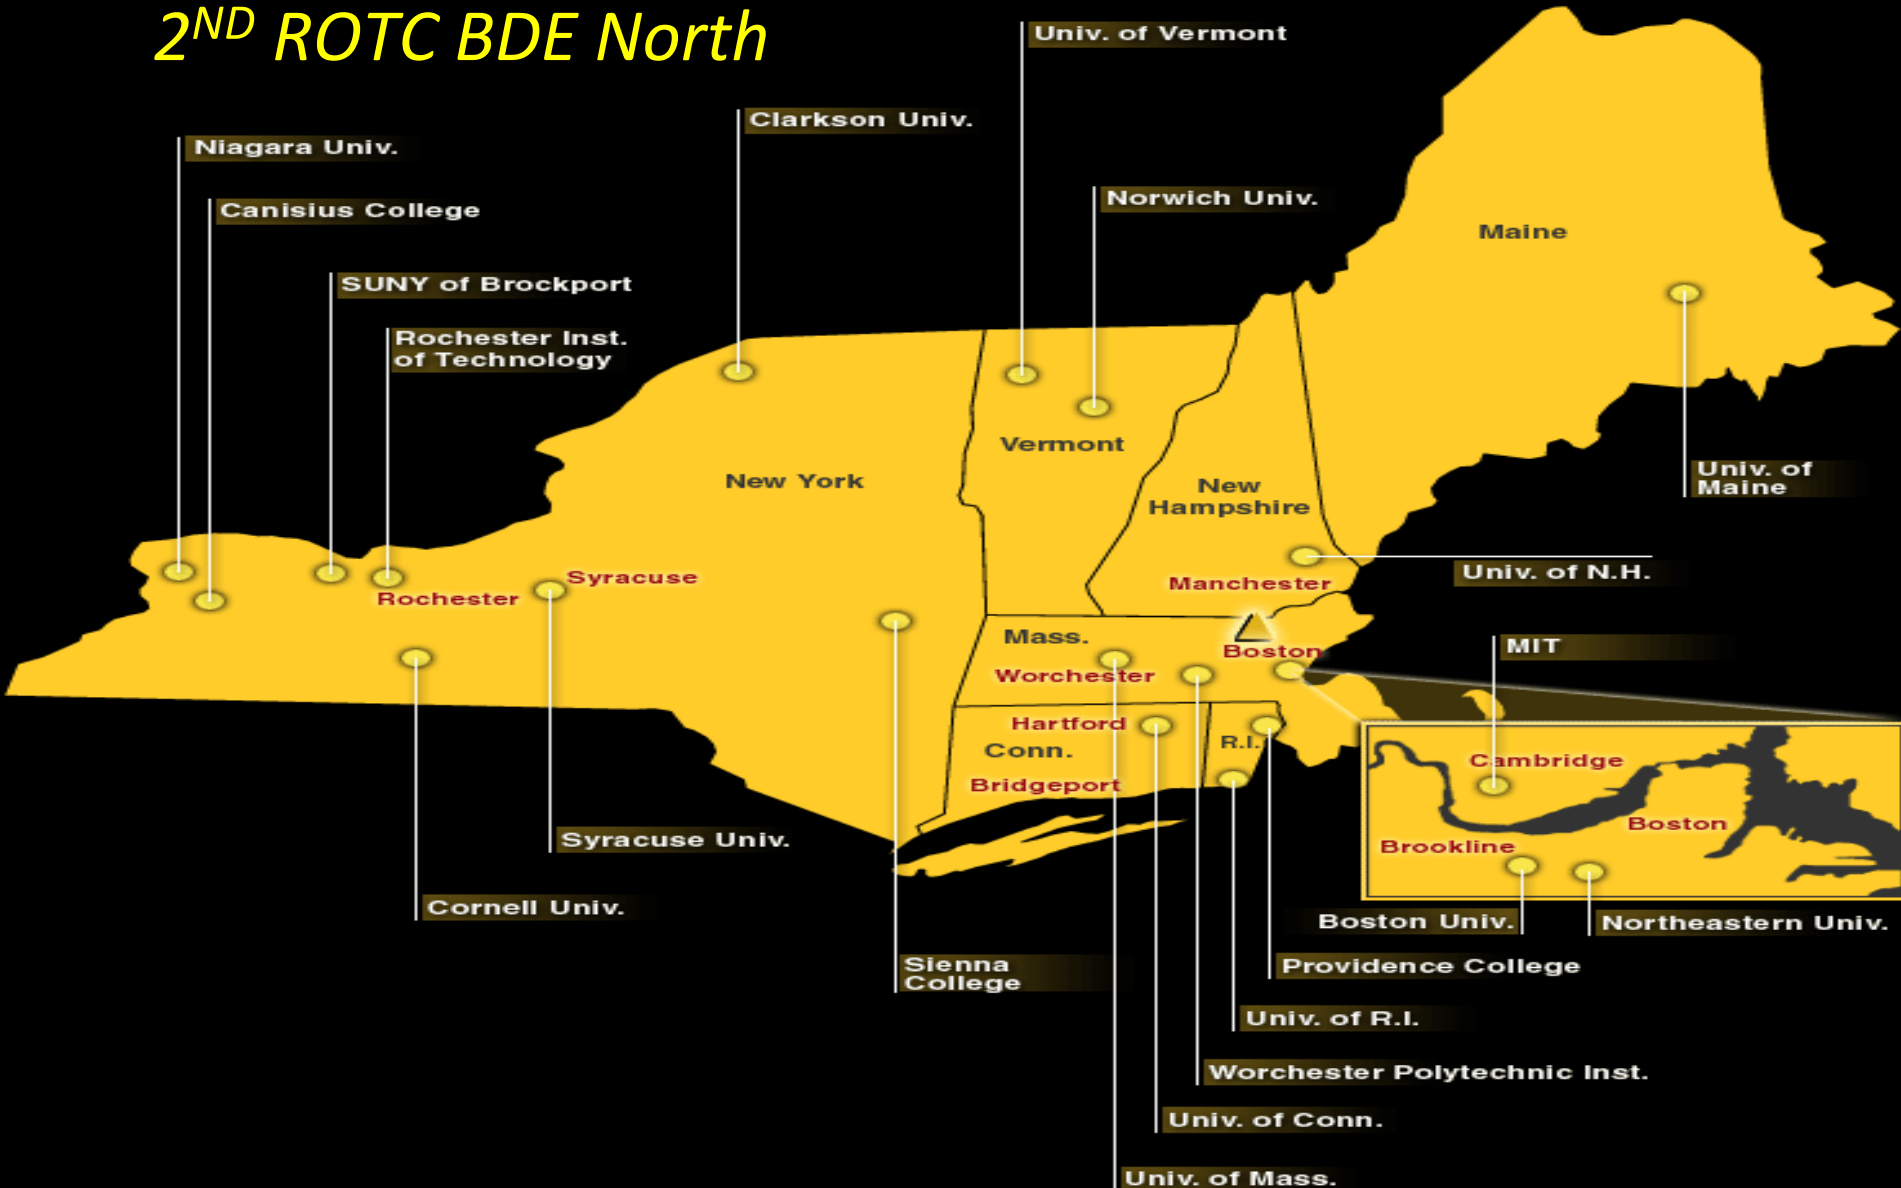 2ND ROTC BDE North
Univ. of Vermont
Clarkson Univ.
Niagara Univ.
Norwich Univ.
Canisius College
Maine
SUNY of Brockport
Rochester Inst.
of Technology
Vermont
New York
Univ. of
Maine
New
Hampshire
Univ. of N.H.
Syracuse
Manchester
Rochester
Mass.
MIT
Boston
Worchester
Hartford
R.I.
Conn.
Cambridge
Bridgeport
Boston
Syracuse Univ.
Brookline
Cornell Univ.
Boston Univ.
Northeastern Univ.
Sienna
College
Providence College
Univ. of R.I.
Worchester Polytechnic Inst.
Univ. of Conn.
Univ. of Mass.